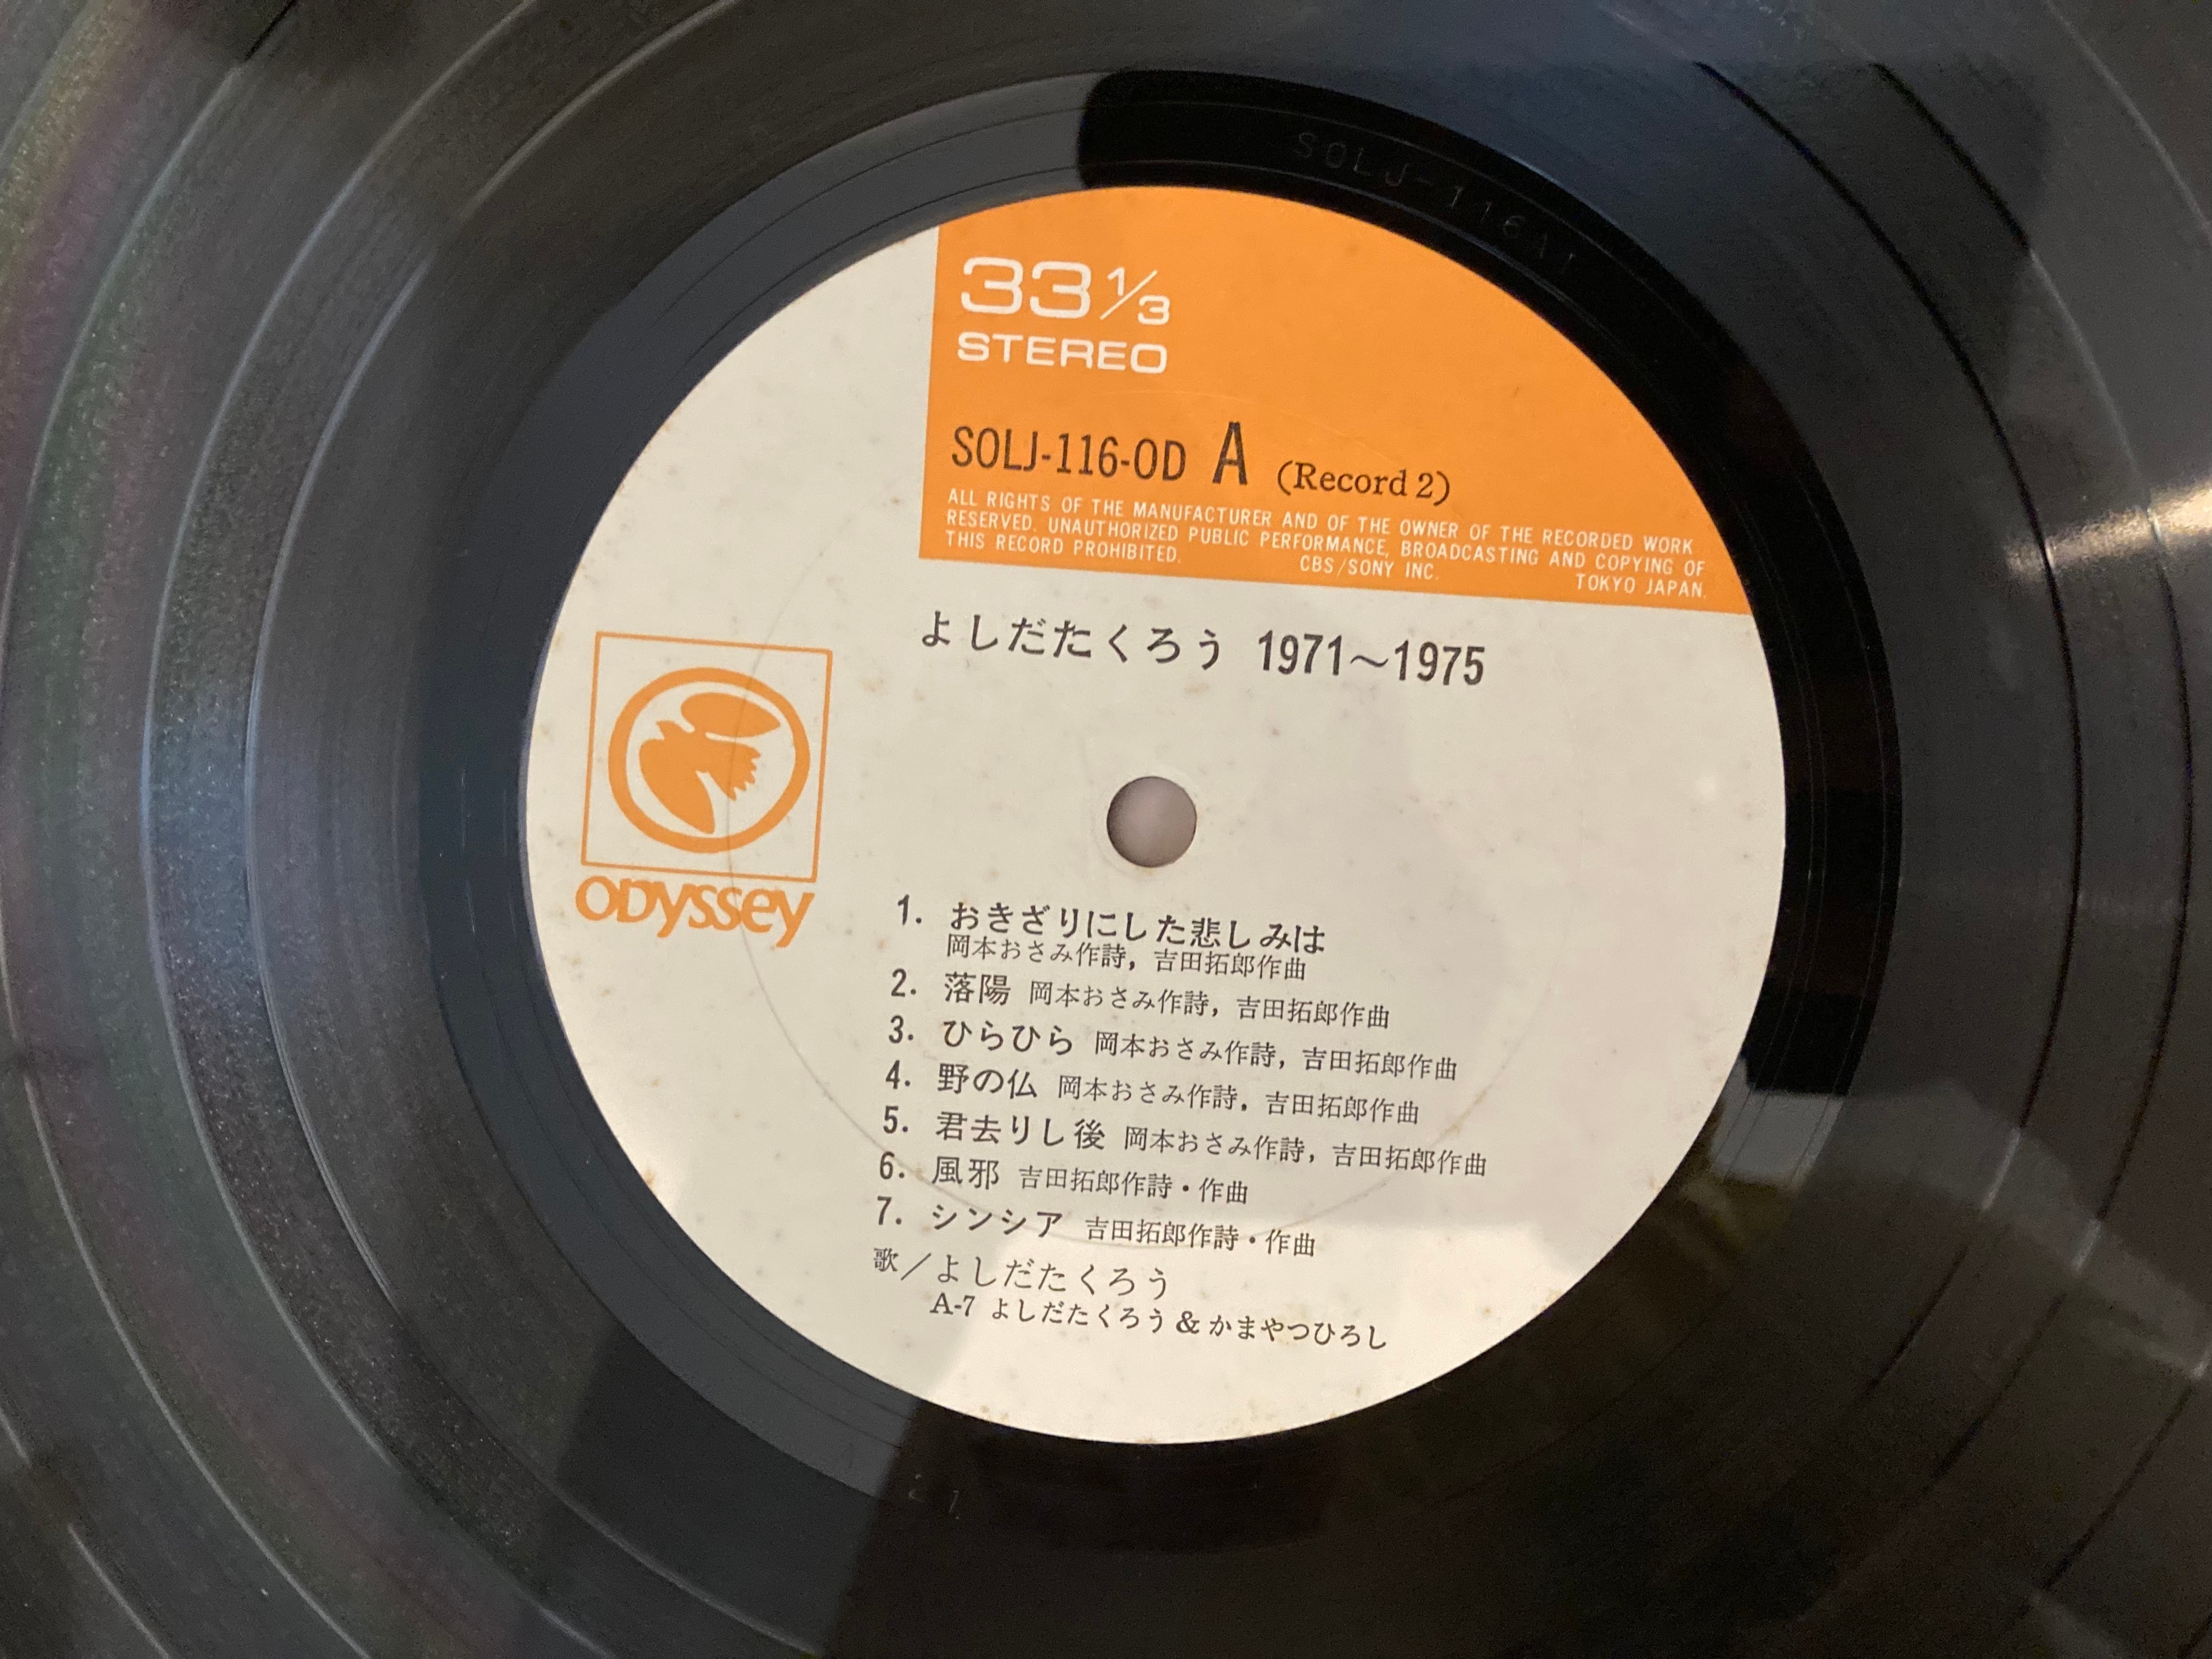 SOLJ-116A1
33 1/3
STEREO
SOLJ-116-OD A (Record 2)
ALL RIGHTS OF THE MANUFACTURER AND OF THE OWNER OF THE RECORDED WORK
RESERVED. UNAUTHORIZED PUBLIC PERFORMANCE, BROADCASTING AND COPYING OF
THIS RECORD PROHIBITED. CBS/SONY INC. TOKYO JAPAN.
よしだたくろう 1971〜1975
ODYSSEY
1. おきざりにした悲しみは
岡本おさみ作詩, 吉田拓郎作曲
2. 落陽 岡本おさみ作詩, 吉田拓郎作曲
3. ひらひら 岡本おさみ作詩, 吉田拓郎作曲
4. 野の仏 岡本おさみ作詩, 吉田拓郎作曲
5. 君去りし後 岡本おさみ作詩, 吉田拓郎作曲
6. 風邪 吉田拓郎作詩・作曲
7. シンシア 吉田拓郎作詩・作曲
歌／よしだたくろう
A-7 よしだたくろう & かまやつひろし